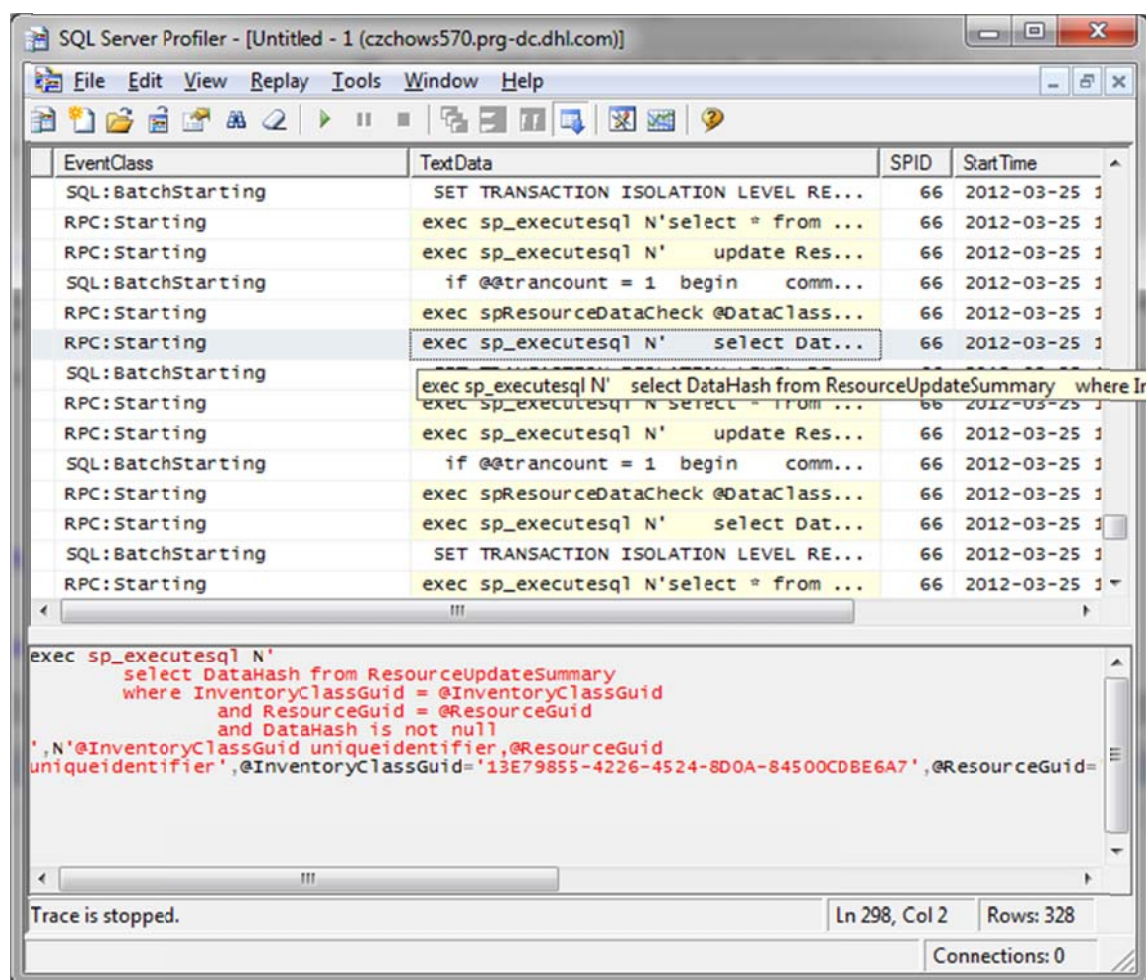 SQL Server Profiler - [Untitled - 1 (czchows570.prg-dc.dhl.com)]
File Edit View Replay Tools Window Help
EventClass TextData SPID StartTime
SQL:BatchStarting SET TRANSACTION ISOLATION LEVEL RE... 66 2012-03-25 1
RPC:Starting exec sp_executesql N'select * from ... 66 2012-03-25 1
RPC:Starting exec sp_executesql N' update Res... 66 2012-03-25 1
SQL:BatchStarting if @@trancount = 1 begin comm... 66 2012-03-25 1
RPC:Starting exec spResourceDataCheck @DataClass... 66 2012-03-25 1
RPC:Starting exec sp_executesql N' select Dat... 66 2012-03-25 1
SQL:BatchStarting
exec sp_executesql N' select DataHash from ResourceUpdateSummary where In
RPC:Starting exec sp_executesql N'select * from ... 66 2012-03-25 1
RPC:Starting exec sp_executesql N' update Res... 66 2012-03-25 1
SQL:BatchStarting if @@trancount = 1 begin comm... 66 2012-03-25 1
RPC:Starting exec spResourceDataCheck @DataClass... 66 2012-03-25 1
RPC:Starting exec sp_executesql N' select Dat... 66 2012-03-25 1
SQL:BatchStarting SET TRANSACTION ISOLATION LEVEL RE... 66 2012-03-25 1
RPC:Starting exec sp_executesql N'select * from ... 66 2012-03-25 1
exec sp_executesql N'
select DataHash from ResourceUpdateSummary
where InventoryClassGuid = @InventoryClassGuid
and ResourceGuid = @ResourceGuid
and DataHash is not null
',N'@InventoryClassGuid uniqueidentifier,@ResourceGuid
uniqueidentifier',@InventoryClassGuid='13E79855-4226-4524-8D0A-84500CDBE6A7',@ResourceGuid='
Trace is stopped. Ln 298, Col 2 Rows: 328
Connections: 0